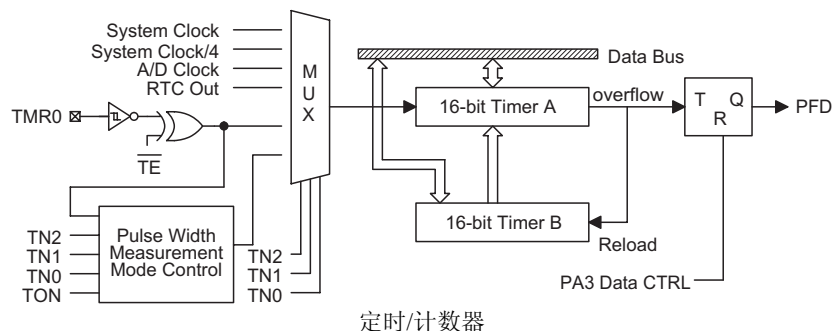 System Clock
System Clock/4
A/D Clock
RTC Out
TMR0
TE
MUX
Data Bus
16-bit Timer A
overflow
T Q
R
PFD
16-bit Timer B
Reload
PA3 Data CTRL
TN2
TN1
TN0
TON
Pulse Width
Measurement
Mode Control
TN2
TN1
TN0
定时/计数器